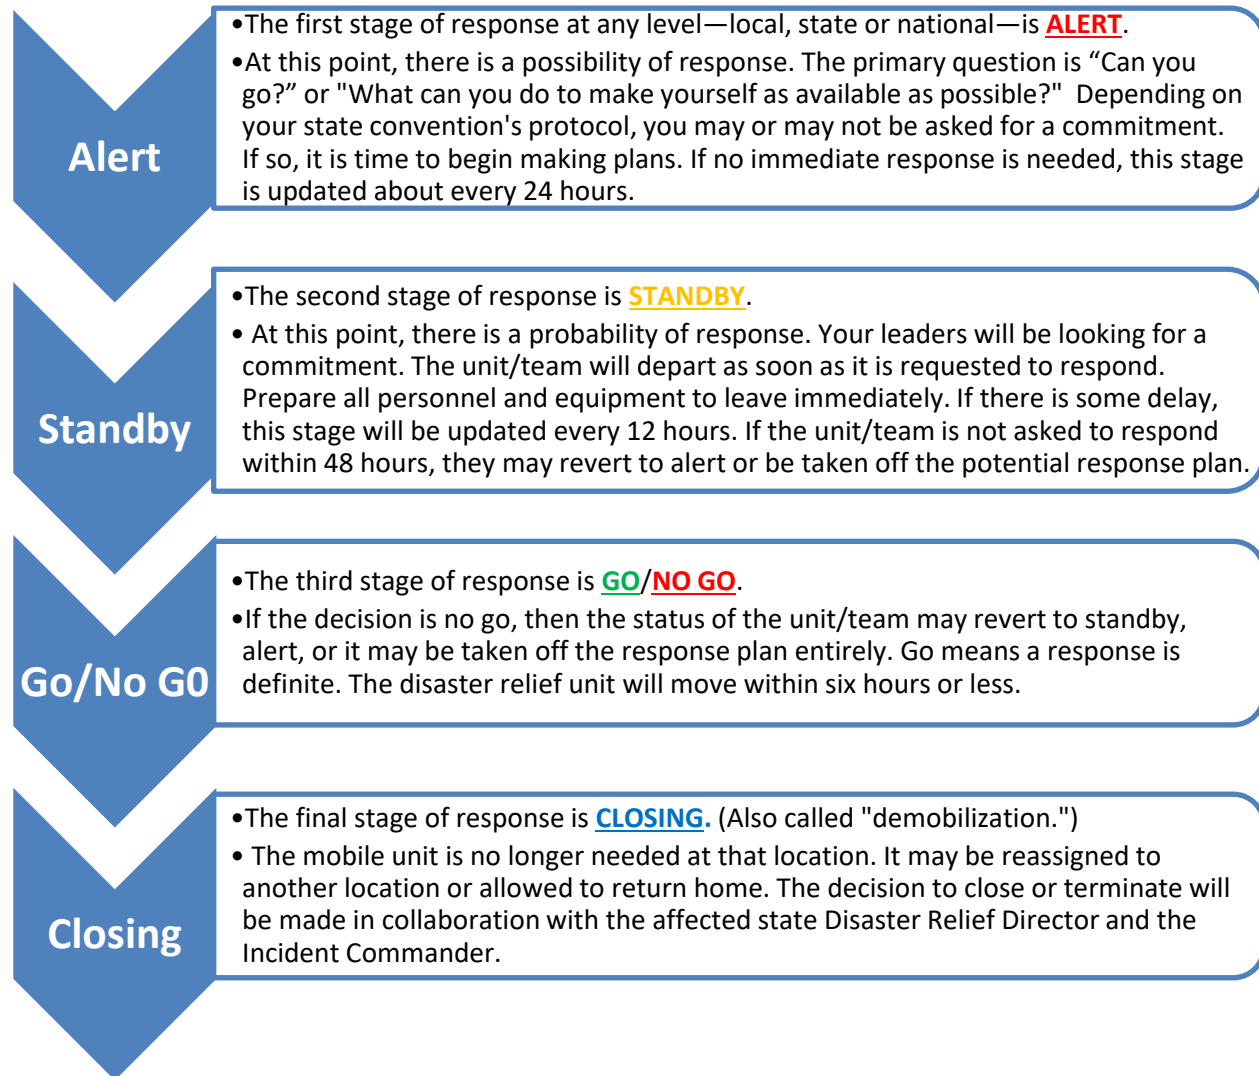 •The first stage of response at any level—local, state or national—is ALERT.
•At this point, there is a possibility of response. The primary question is “Can you
go?” or "What can you do to make yourself as available as possible?"  Depending on
your state convention's protocol, you may or may not be asked for a commitment.
If so, it is time to begin making plans. If no immediate response is needed, this stage
is updated about every 24 hours.
Alert
•The second stage of response is STANDBY.
• At this point, there is a probability of response. Your leaders will be looking for a
commitment. The unit/team will depart as soon as it is requested to respond.
Prepare all personnel and equipment to leave immediately. If there is some delay,
this stage will be updated every 12 hours. If the unit/team is not asked to respond
within 48 hours, they may revert to alert or be taken off the potential response plan.
Standby
•The third stage of response is GO/NO GO.
•If the decision is no go, then the status of the unit/team may revert to standby,
alert, or it may be taken off the response plan entirely. Go means a response is
definite. The disaster relief unit will move within six hours or less.
Go/No G0
•The final stage of response is CLOSING. (Also called "demobilization.")
• The mobile unit is no longer needed at that location. It may be reassigned to
another location or allowed to return home. The decision to close or terminate will
be made in collaboration with the affected state Disaster Relief Director and the
Incident Commander.
Closing